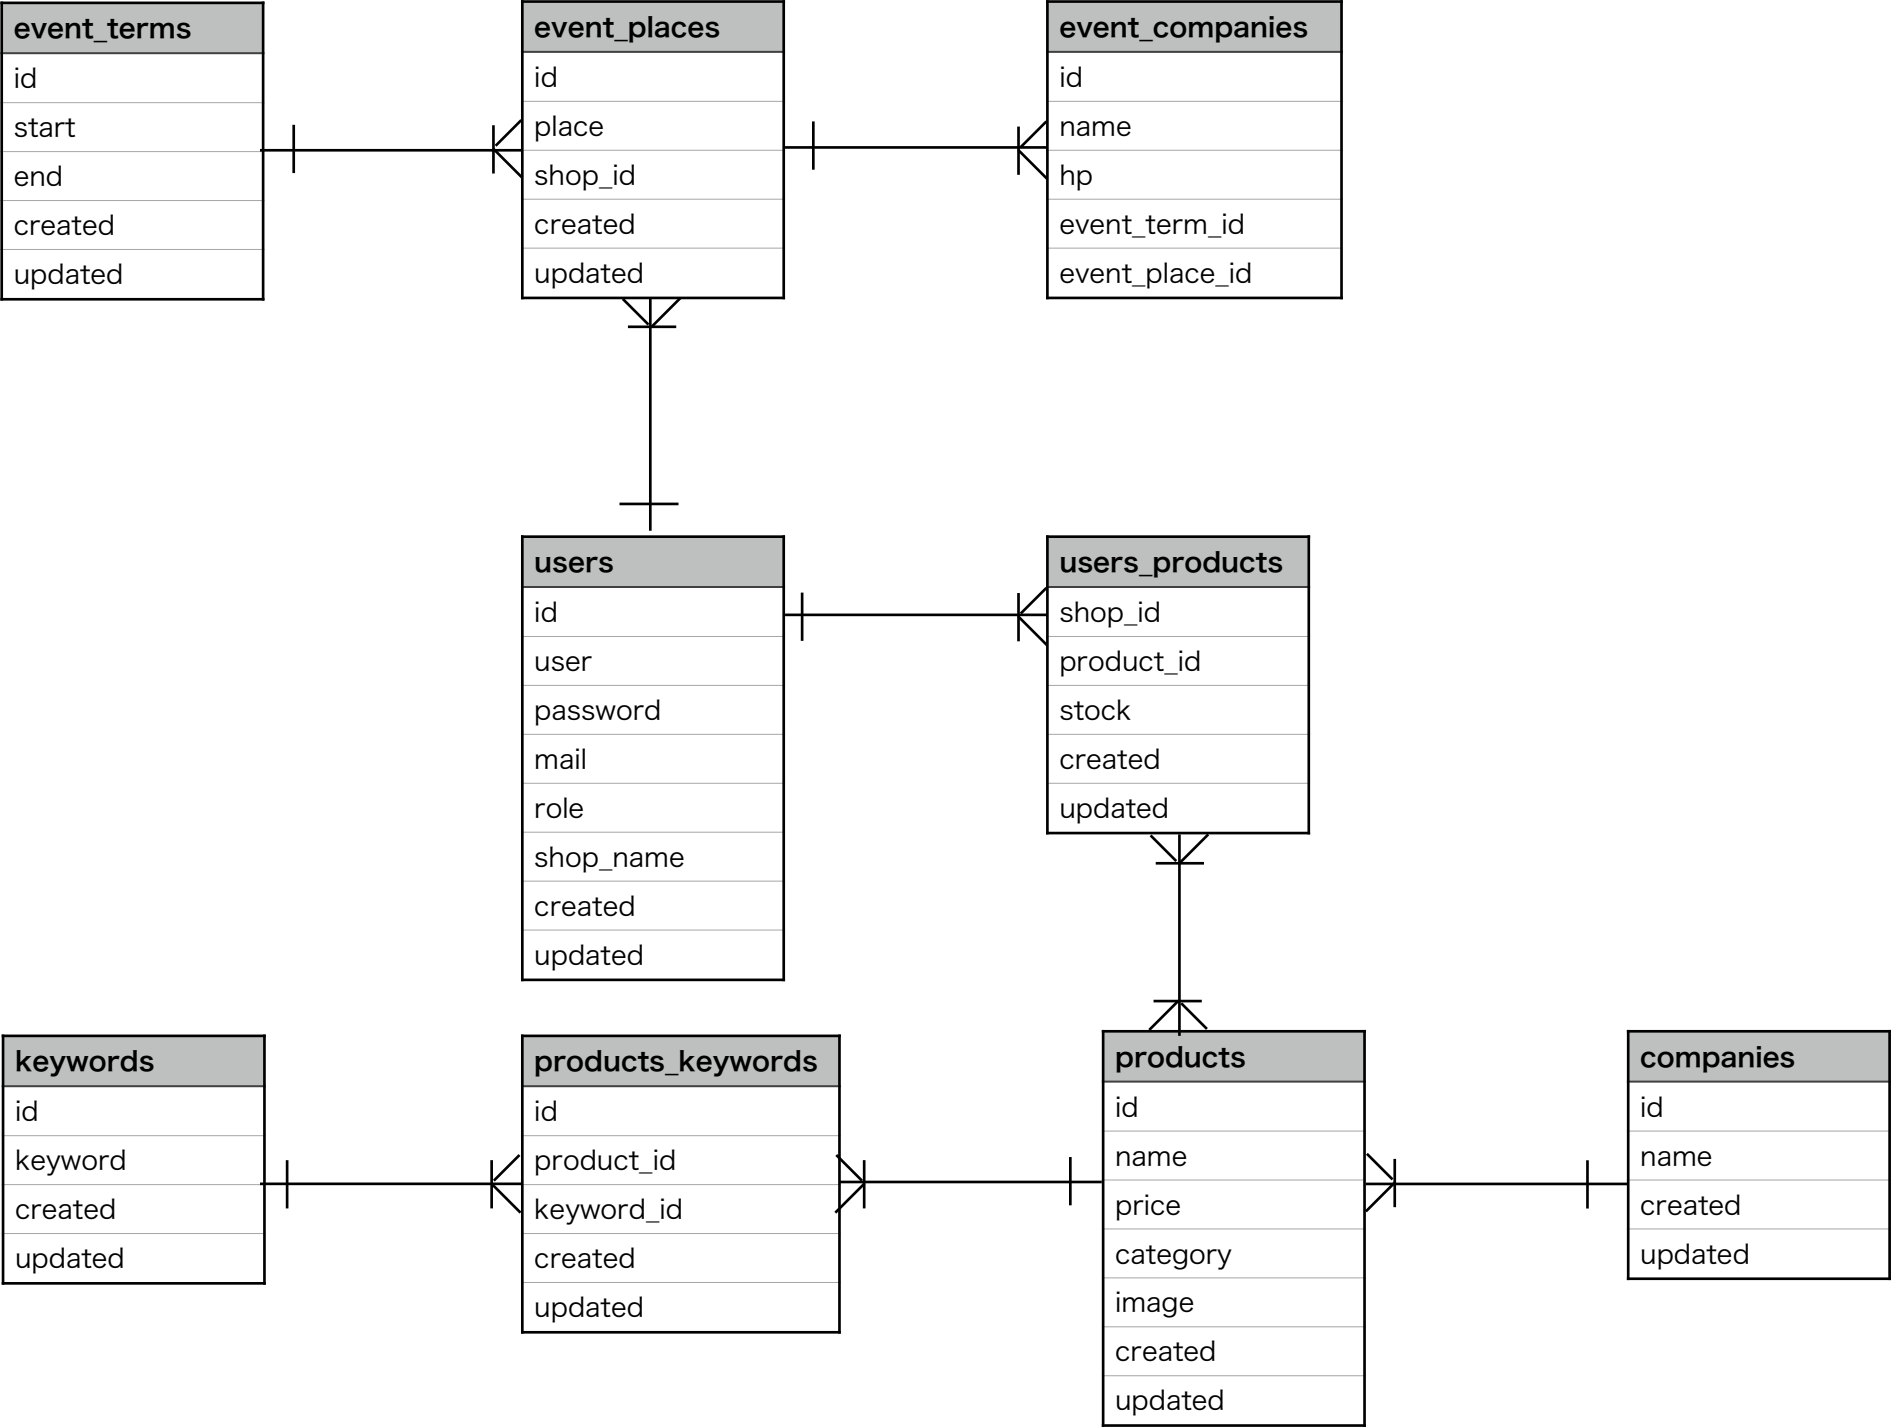 event_terms
id
start
end
created
updated
event_places
id
place
shop_id
created
updated
event_companies
id
name
hp
event_term_id
event_place_id
users
id
user
password
mail
role
shop_name
created
updated
users_products
shop_id
product_id
stock
created
updated
keywords
id
keyword
created
updated
products_keywords
id
product_id
keyword_id
created
updated
products
id
name
price
category
image
created
updated
companies
id
name
created
updated